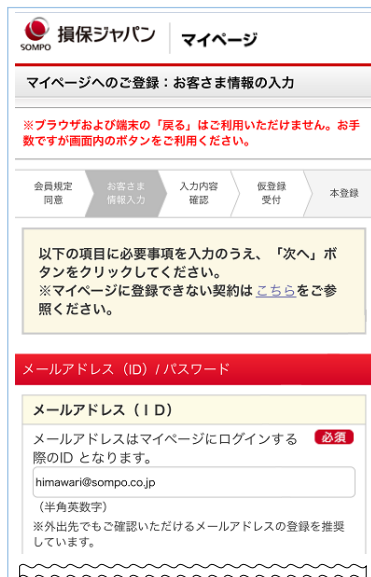 SOMPO
損保ジャパン
マイページ
マイページへのご登録：お客さま情報の入力
※ブラウザおよび端末の「戻る」はご利用いただけません。お手
数ですが画面内のボタンをご利用ください。
会員規定
同意
お客さま
情報入力
入力内容
確認
仮登録
受付
本登録
以下の項目に必要事項を入力のうえ、「次へ」ボ
タンをクリックしてください。
※マイページに登録できない契約はこちらをご参
照ください。
メールアドレス（ID）/ パスワード
メールアドレス（ＩＤ）
メールアドレスはマイページにログインする
際のID となります。
必須
himawari@sompo.co.jp
（半角英数字）
※外出先でもご確認いただけるメールアドレスの登録を推奨
しています。